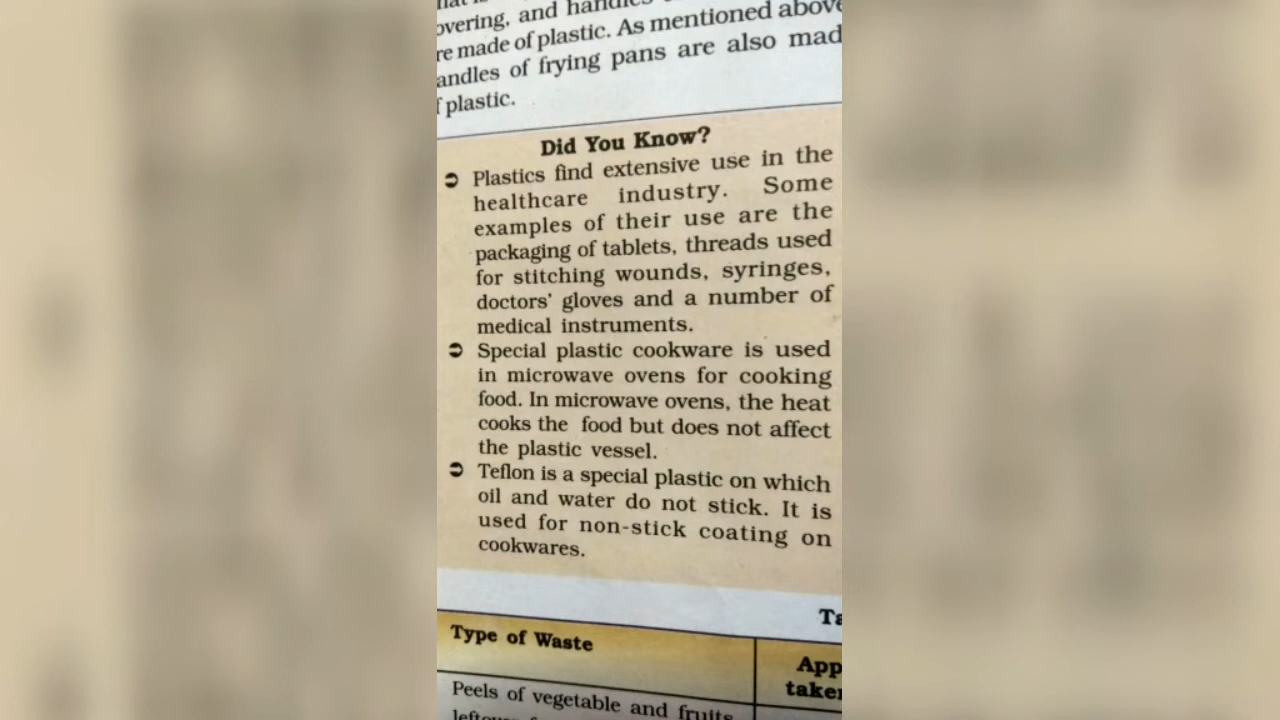 overing, and handles
re made of plastic. As mentioned above
andles of frying pans are also mad
f plastic.
Did You Know?
➲ Plastics find extensive use in the
healthcare industry. Some
examples of their use are the
packaging of tablets, threads used
for stitching wounds, syringes,
doctors' gloves and a number of
medical instruments.
➲ Special plastic cookware is used
in microwave ovens for cooking
food. In microwave ovens, the heat
cooks the food but does not affect
the plastic vessel.
➲ Teflon is a special plastic on which
oil and water do not stick. It is
used for non-stick coating on
cookwares.
Ta
Type of Waste
App
take
Peels of vegetable and fruits